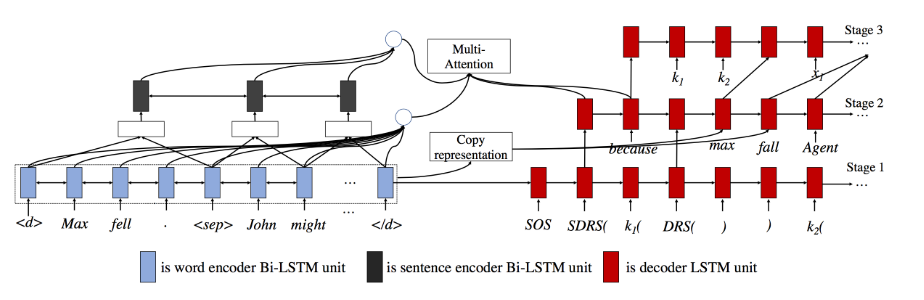 Stage 3
...
Multi-
Attention
k1 k2 x1
Stage 2
...
Copy
representation
because max fall Agent
Stage 1
...
...
<d> Max fell . <sep> John might ... </d> SOS SDRS( k1( DRS( ) ) k2(
is word encoder Bi-LSTM unit is sentence encoder Bi-LSTM unit is decoder LSTM unit